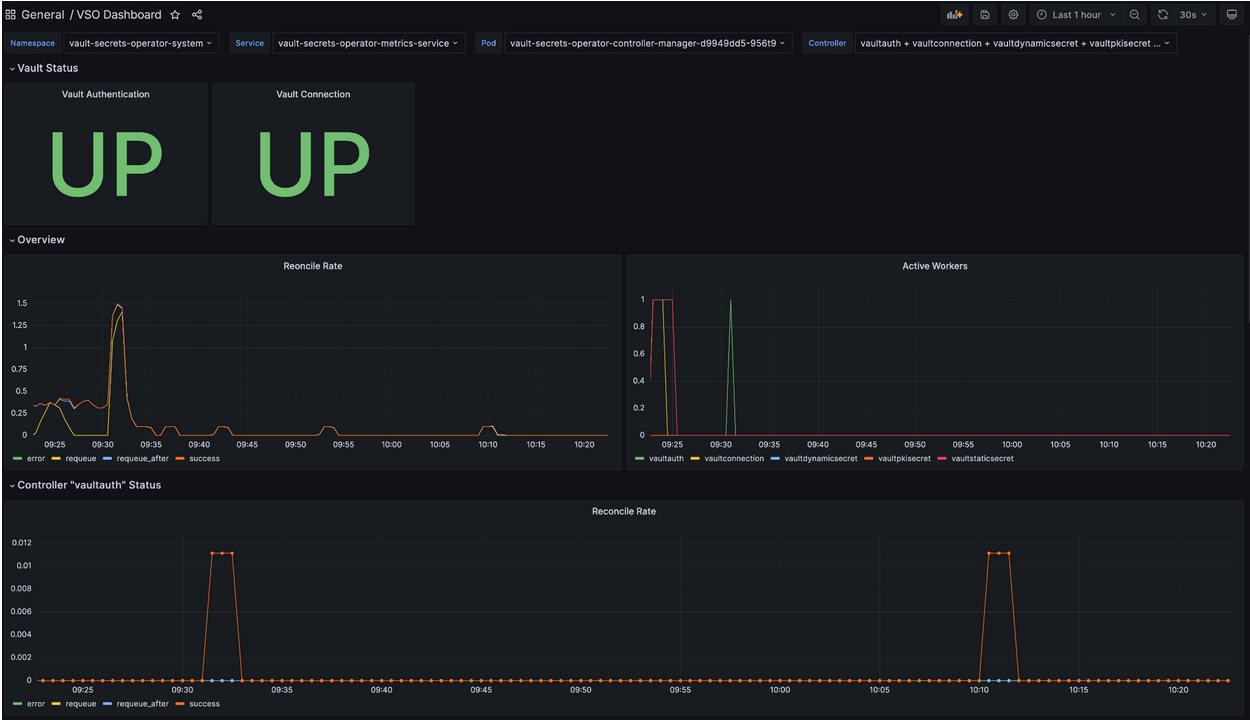 General / VSO Dashboard Last 1 hour 30s
Namespace vault-secrets-operator-system Service vault-secrets-operator-metrics-service Pod vault-secrets-operator-controller-manager-d9949dd5-956t9 Controller vaultauth + vaultconnection + vaultdynamicsecret + vaultpkisecret ...
Vault Status
Vault Authentication Vault Connection
UP UP
Overview
Reoncile Rate
1.5
1.25
1
0.75
0.5
0.25
0
09:25 09:30 09:35 09:40 09:45 09:50 09:55 10:00 10:05 10:10 10:15 10:20
error requeue requeue_after success
Active Workers
1
0.8
0.6
0.4
0.2
0
09:25 09:30 09:35 09:40 09:45 09:50 09:55 10:00 10:05 10:10 10:15 10:20
vaultauth vaultconnection vaultdynamicsecret vaultpkisecret vaultstaticsecret
Controller "vaultauth" Status
Reconcile Rate
0.012
0.01
0.008
0.006
0.004
0.002
0
09:25 09:30 09:35 09:40 09:45 09:50 09:55 10:00 10:05 10:10 10:15 10:20
error requeue requeue_after success